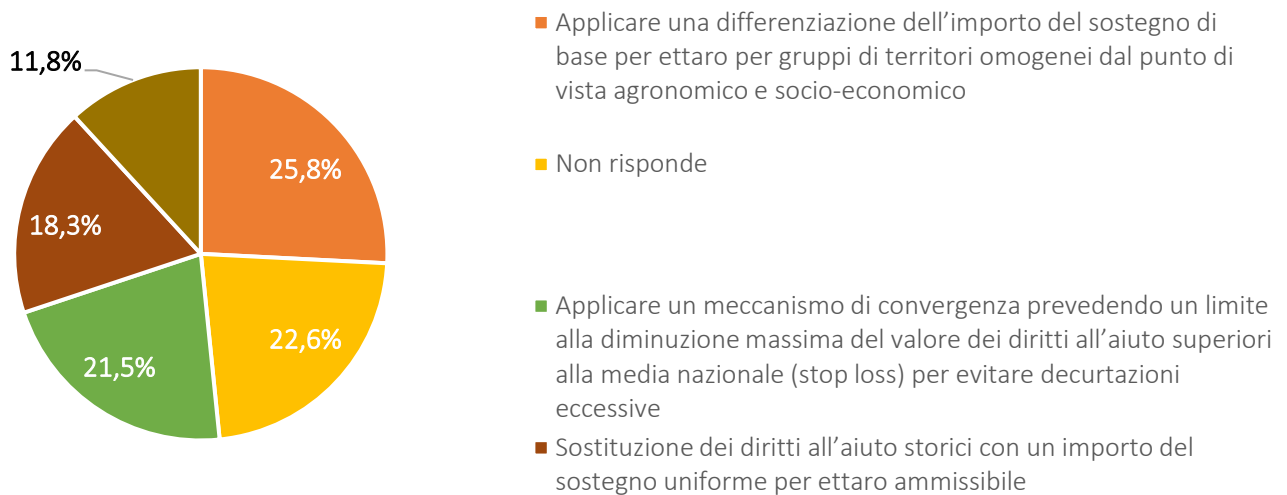 11,8%
25,8%
18,3%
22,6%
21,5%
Applicare una differenziazione dell’importo del sostegno di
base per ettaro per gruppi di territori omogenei dal punto di
vista agronomico e socio-economico
Non risponde
Applicare un meccanismo di convergenza prevedendo un limite
alla diminuzione massima del valore dei diritti all’aiuto superiori
alla media nazionale (stop loss) per evitare decurtazioni
eccessive
Sostituzione dei diritti all’aiuto storici con un importo del
sostegno uniforme per ettaro ammissibile